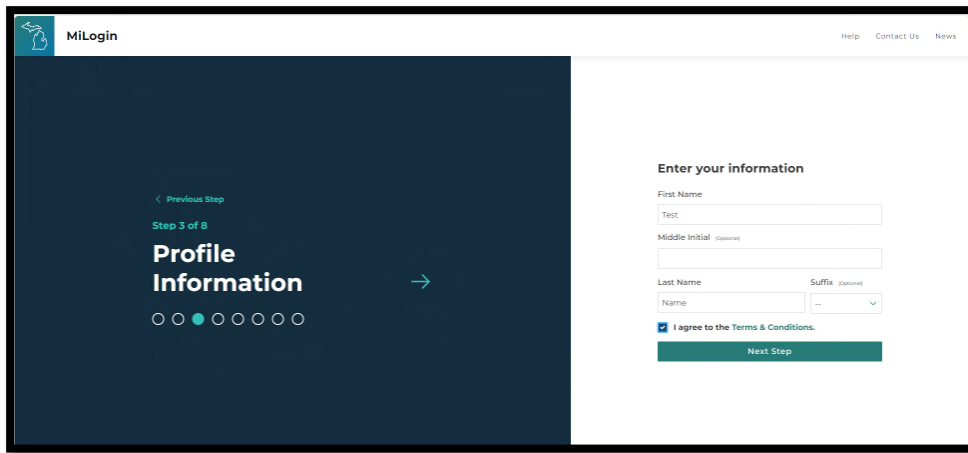 MiLogin
Help Contact Us News
< Previous Step
Step 3 of 8
Profile
Information
Enter your information
First Name
Test
Middle Initial (Optional)
Last Name Suffix (Optional)
Name --
I agree to the Terms & Conditions.
Next Step